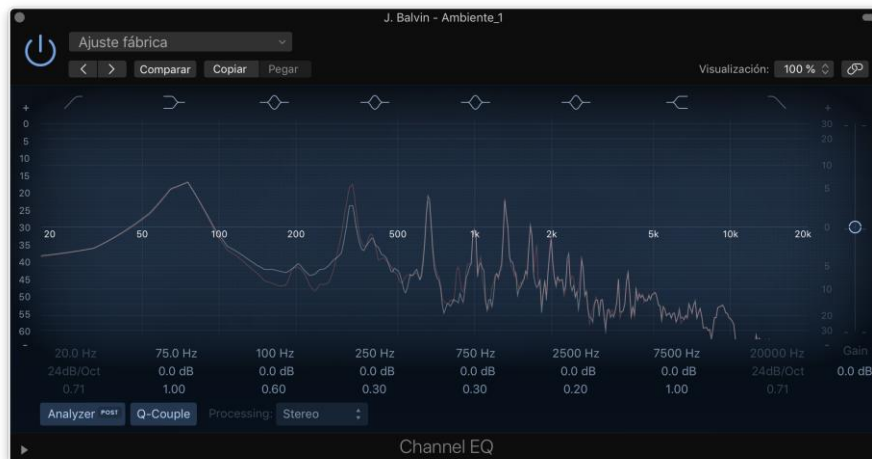 J. Balvin - Ambiente_1
Ajuste fábrica
Comparar Copiar Pegar Visualización: 100 %
+ +
0 30
5 20
10 10
15
20 5
25
30 20 50 100 200 500 1k 2k 5k 10k 20k 0
35
40 5
45
50 10
55 20
60 30
- -
20.0 Hz 75.0 Hz 100 Hz 250 Hz 750 Hz 2500 Hz 7500 Hz 20000 Hz Gain
24dB/Oct 0.0 dB 0.0 dB 0.0 dB 0.0 dB 0.0 dB 0.0 dB 24dB/Oct 0.0 dB
0.71 1.00 0.60 0.30 0.30 0.20 1.00 0.71
Analyzer POST Q-Couple Processing: Stereo
Channel EQ